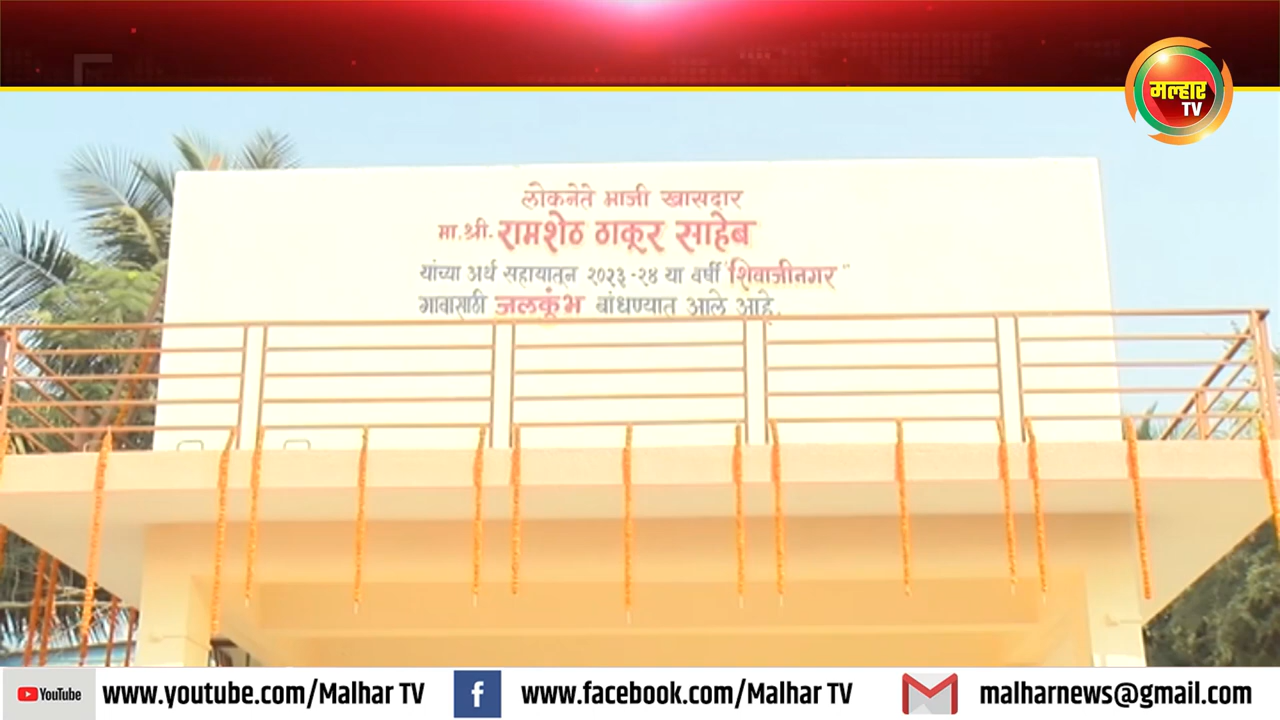 मल्हार
TV
लोकनेते माजी खासदार
मा.श्री. रामशेठ ठाकूर साहेब
यांच्या अर्थ सहाय्यातून २०२३-२४ या वर्षी "शिवाजीनगर"
गावासाठी जलकूंभ बांधण्यात आले आहे.
YouTube www.youtube.com/Malhar TV f www.facebook.com/Malhar TV malharnews@gmail.com